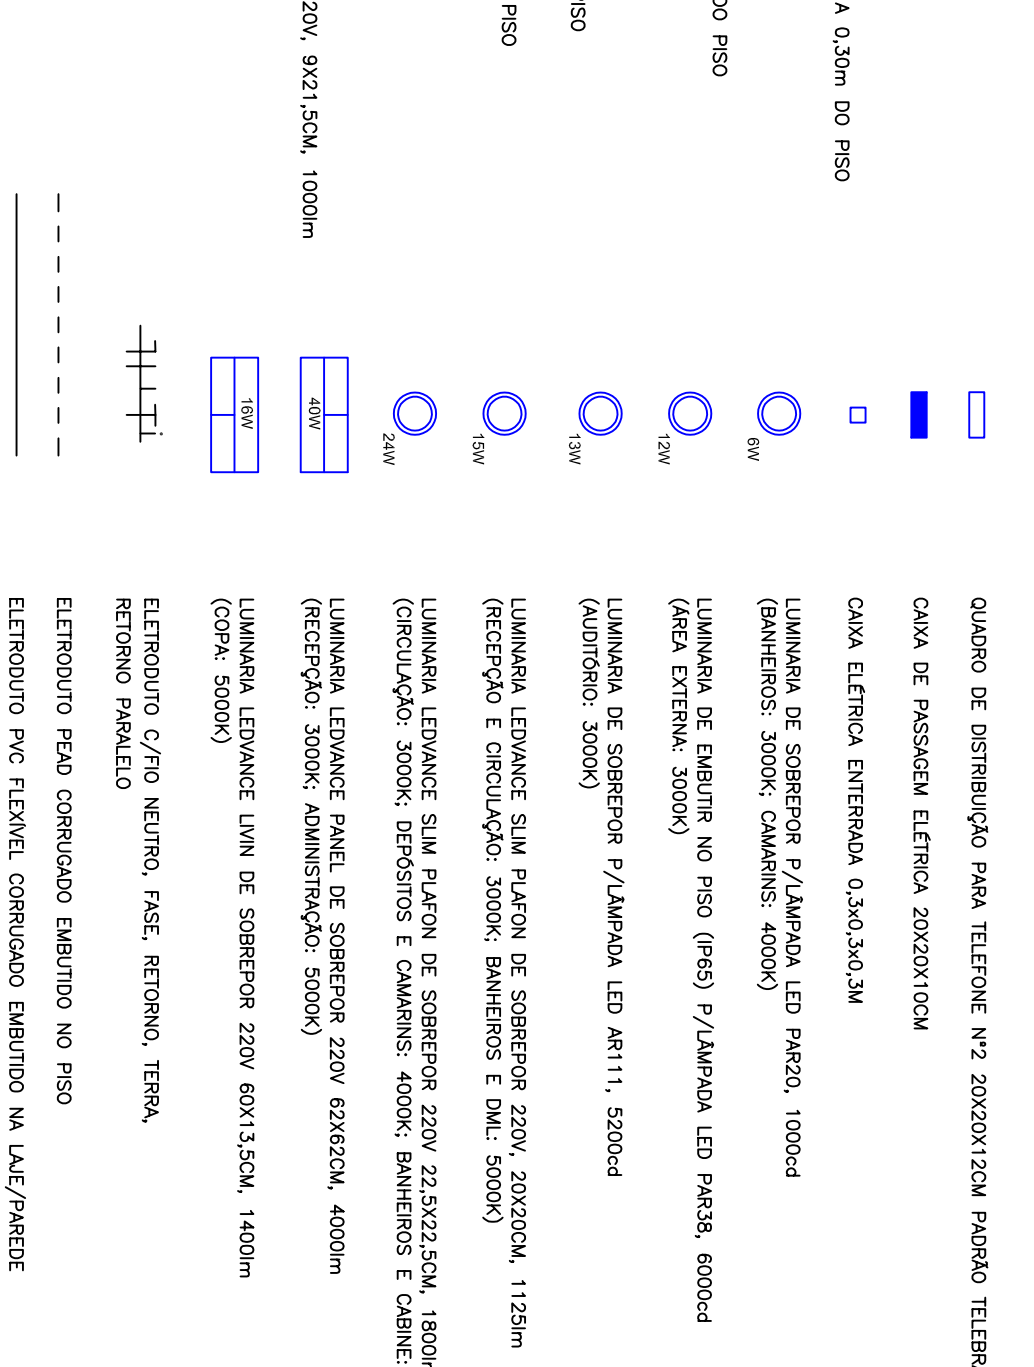 A 0,30m DO PISO
DO PISO
PISO
PISO
20V, 9X21,5CM, 1000lm
QUADRO DE DISTRIBUIÇÃO PARA TELEFONE N°2 20X20X12CM PADRÃO TELEBRA
CAIXA DE PASSAGEM ELÉTRICA 20X20X10CM
CAIXA ELÉTRICA ENTERRADA 0,3x0,3x0,3M
6W
LUMINARIA DE SOBREPOR P/LÂMPADA LED PAR20, 1000cd
(BANHEIROS: 3000K; CAMARINS: 4000K)
12W
LUMINARIA DE EMBUTIR NO PISO (IP65) P/LÂMPADA LED PAR38, 6000cd
(ÁREA EXTERNA: 3000K)
13W
LUMINARIA DE SOBREPOR P/LÂMPADA LED AR111, 5200cd
(AUDITÓRIO: 3000K)
15W
LUMINARIA LEDVANCE SLIM PLAFON DE SOBREPOR 220V, 20X20CM, 1125lm
(RECEPÇÃO E CIRCULAÇÃO: 3000K; BANHEIROS E DML: 5000K)
24W
LUMINARIA LEDVANCE SLIM PLAFON DE SOBREPOR 220V 22,5X22,5CM, 1800lm
(CIRCULAÇÃO: 3000K; DEPÓSITOS E CAMARINS: 4000K; BANHEIROS E CABINE:
40W
LUMINARIA LEDVANCE PANEL DE SOBREPOR 220V 62X62CM, 4000lm
(RECEPÇÃO: 3000K; ADMINISTRAÇÃO: 5000K)
16W
LUMINARIA LEDVANCE LIVIN DE SOBREPOR 220V 60X13,5CM, 1400lm
(COPA: 5000K)
ELETRODUTO C/FIO NEUTRO, FASE, RETORNO, TERRA,
RETORNO PARALELO
ELETRODUTO PEAD CORRUGADO EMBUTIDO NO PISO
ELETRODUTO PVC FLEXÍVEL CORRUGADO EMBUTIDO NA LAJE/PAREDE